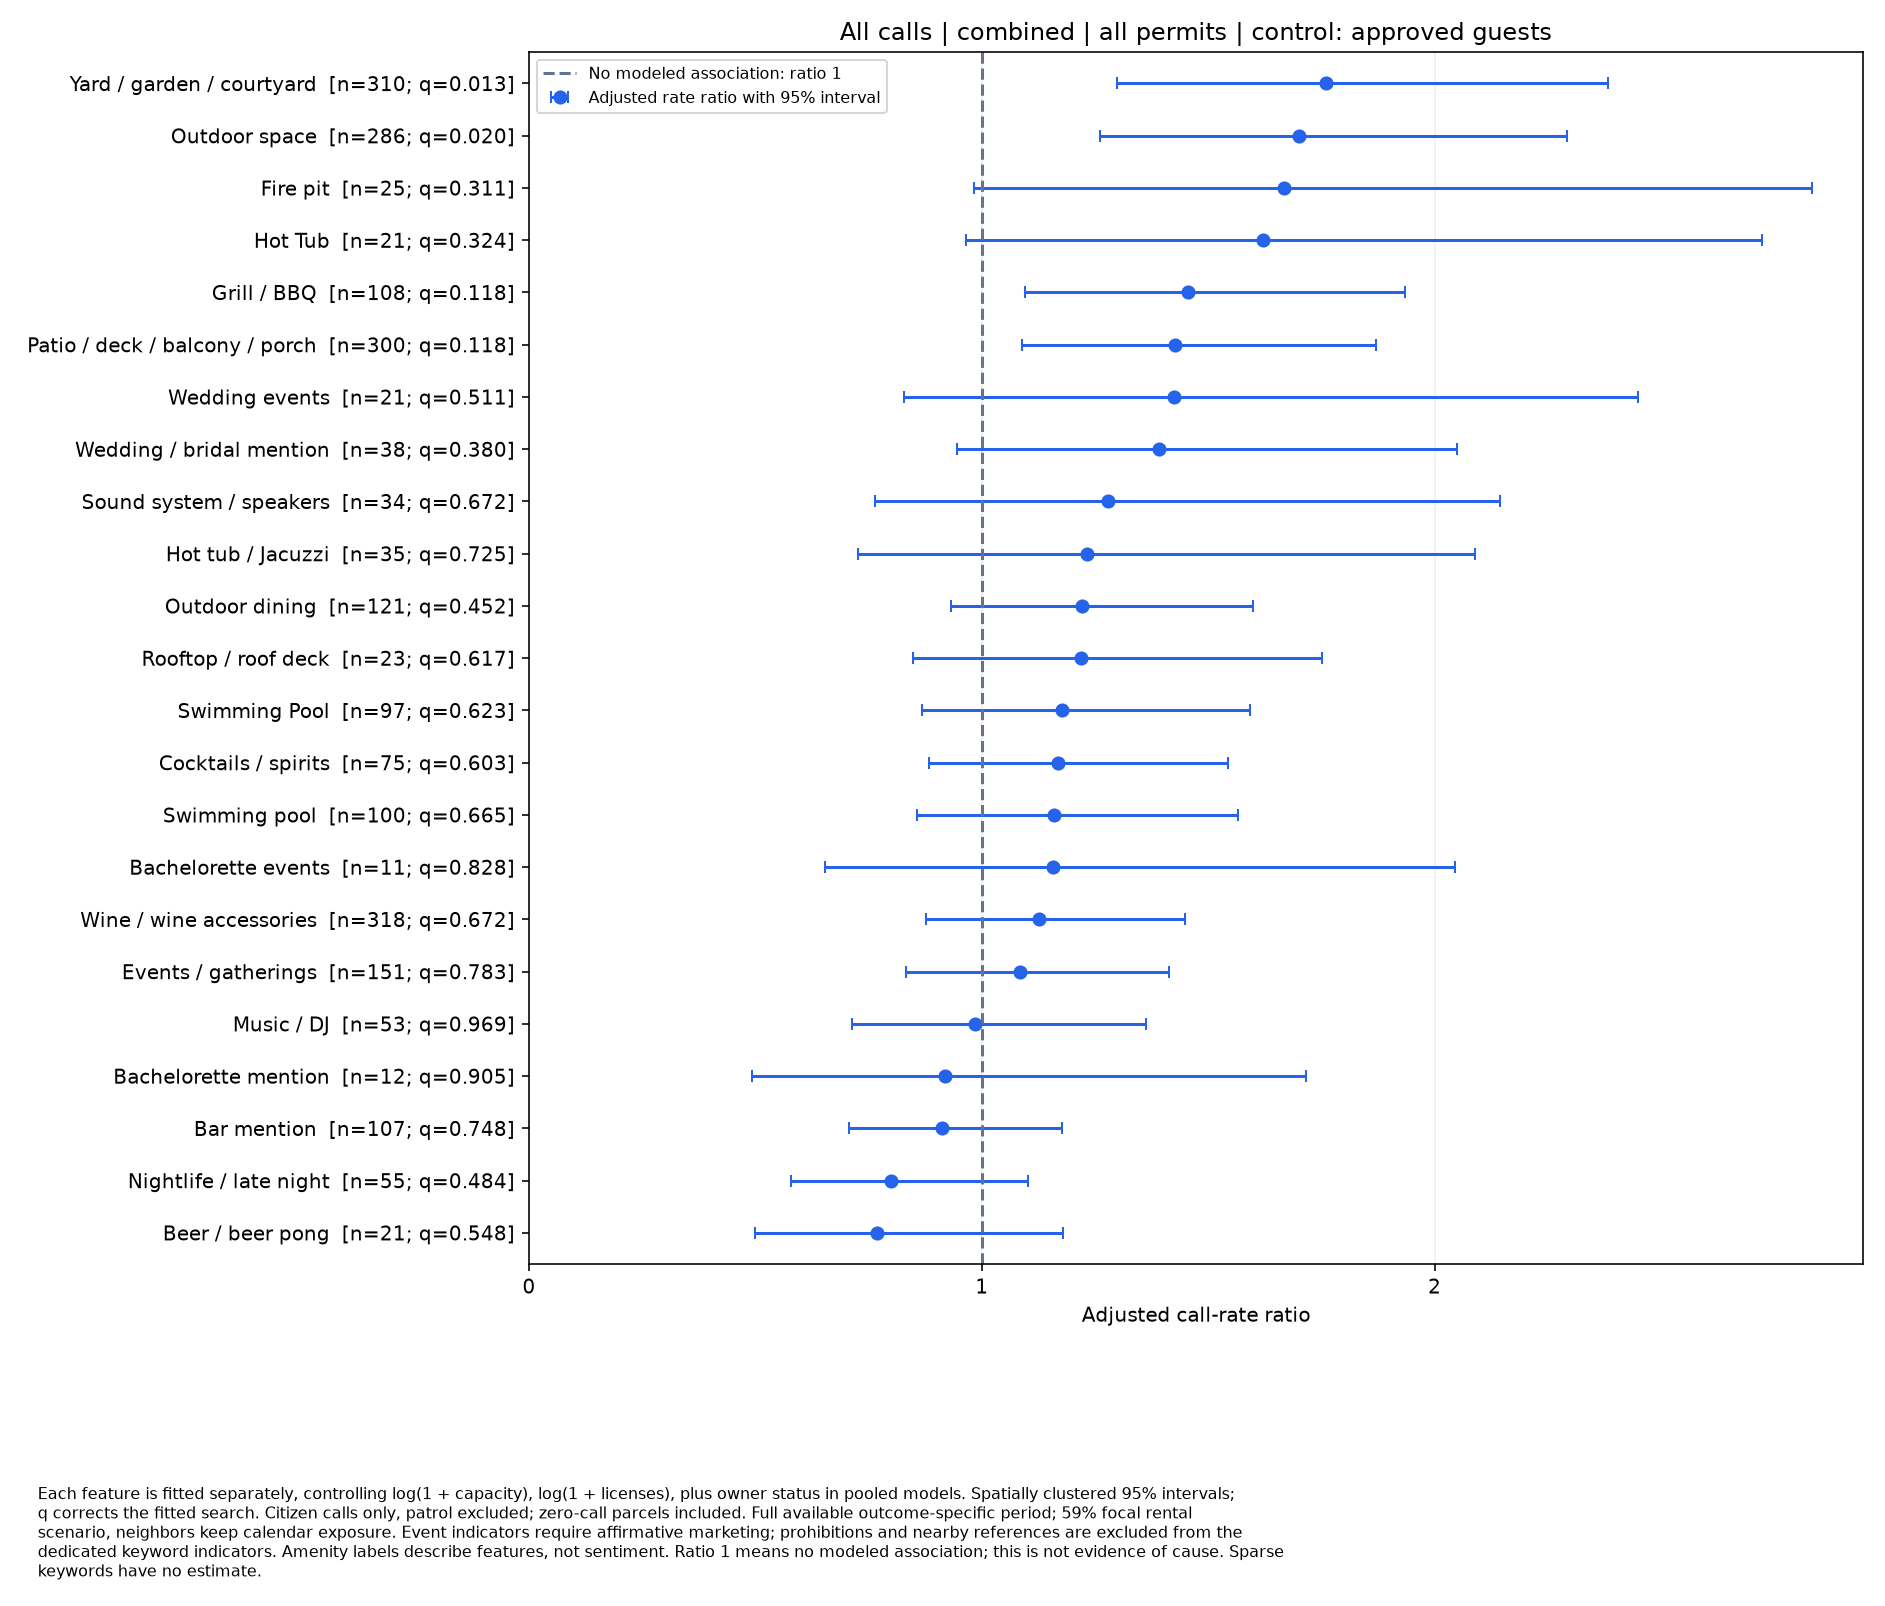 All calls | combined | all permits | control: approved guests
No modeled association: ratio 1
Adjusted rate ratio with 95% interval
Yard / garden / courtyard [n=310; q=0.013]
Outdoor space [n=286; q=0.020]
Fire pit [n=25; q=0.311]
Hot Tub [n=21; q=0.324]
Grill / BBQ [n=108; q=0.118]
Patio / deck / balcony / porch [n=300; q=0.118]
Wedding events [n=21; q=0.511]
Wedding / bridal mention [n=38; q=0.380]
Sound system / speakers [n=34; q=0.672]
Hot tub / Jacuzzi [n=35; q=0.725]
Outdoor dining [n=121; q=0.452]
Rooftop / roof deck [n=23; q=0.617]
Swimming Pool [n=97; q=0.623]
Cocktails / spirits [n=75; q=0.603]
Swimming pool [n=100; q=0.665]
Bachelorette events [n=11; q=0.828]
Wine / wine accessories [n=318; q=0.672]
Events / gatherings [n=151; q=0.783]
Music / DJ [n=53; q=0.969]
Bachelorette mention [n=12; q=0.905]
Bar mention [n=107; q=0.748]
Nightlife / late night [n=55; q=0.484]
Beer / beer pong [n=21; q=0.548]
0 1 2
Adjusted call-rate ratio
Each feature is fitted separately, controlling log(1 + capacity), log(1 + licenses), plus owner status in pooled models. Spatially clustered 95% intervals;
q corrects the fitted search. Citizen calls only, patrol excluded; zero-call parcels included. Full available outcome-specific period; 59% focal rental
scenario, neighbors keep calendar exposure. Event indicators require affirmative marketing; prohibitions and nearby references are excluded from the
dedicated keyword indicators. Amenity labels describe features, not sentiment. Ratio 1 means no modeled association; this is not evidence of cause. Sparse
keywords have no estimate.